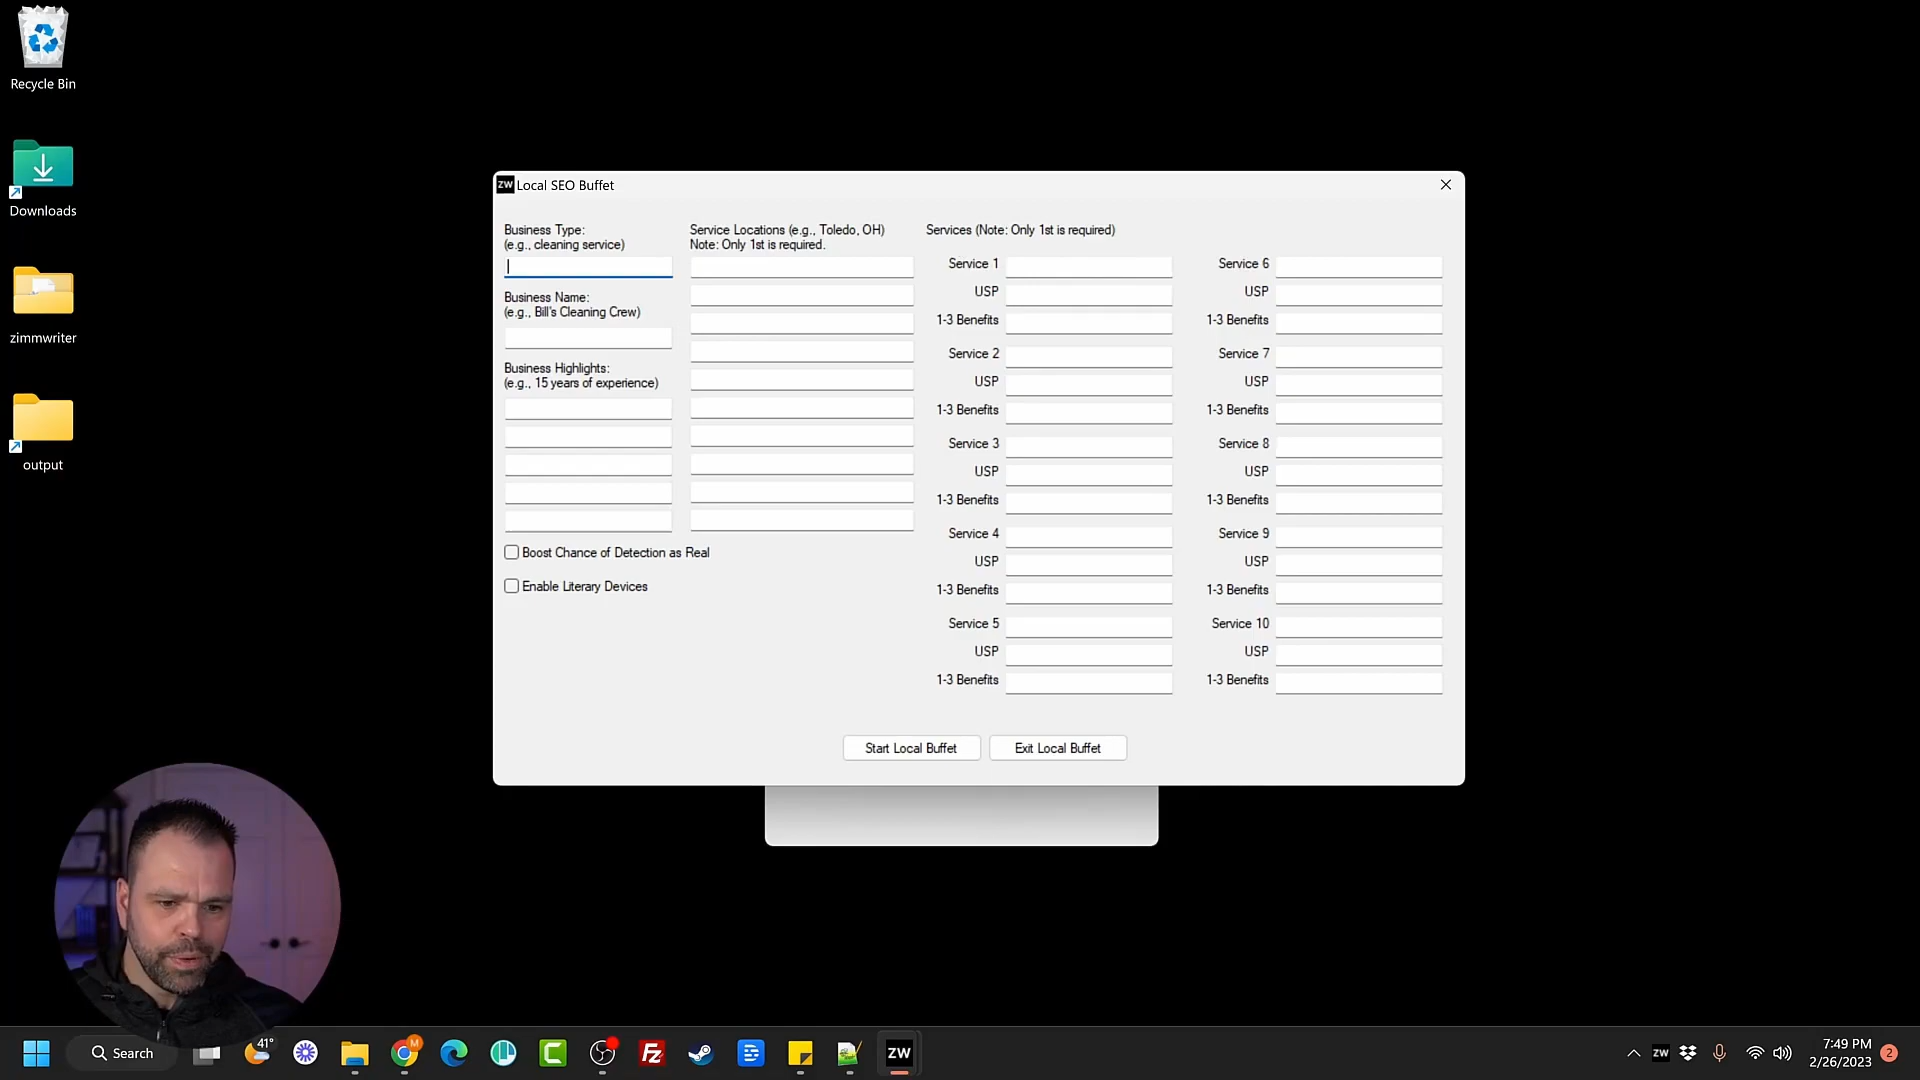 Recycle Bin
Downloads
zimmwriter
output
ZW Local SEO Buffet
Business Type:
(e.g., cleaning service)
Business Name:
(e.g., Bill's Cleaning Crew)
Business Highlights:
(e.g., 15 years of experience)
Boost Chance of Detection as Real
Enable Literary Devices
Service Locations (e.g., Toledo, OH)
Note: Only 1st is required.
Services (Note: Only 1st is required)
Service 1
USP
1-3 Benefits
Service 2
USP
1-3 Benefits
Service 3
USP
1-3 Benefits
Service 4
USP
1-3 Benefits
Service 5
USP
1-3 Benefits
Service 6
USP
1-3 Benefits
Service 7
USP
1-3 Benefits
Service 8
USP
1-3 Benefits
Service 9
USP
1-3 Benefits
Service 10
USP
1-3 Benefits
Start Local Buffet
Exit Local Buffet
Search
41°
M
C
FZ
ZW
ZW
7:49 PM
2/26/2023
2